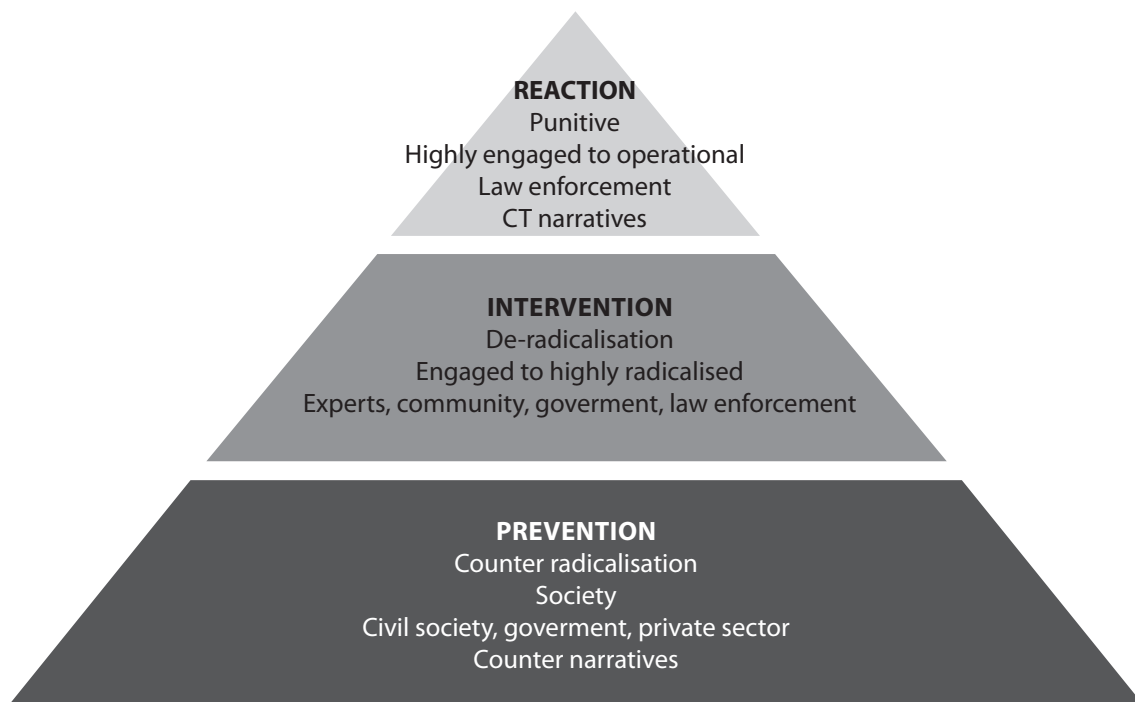 REACTION
Punitive
Highly engaged to operational
Law enforcement
CT narratives
INTERVENTION
De-radicalisation
Engaged to highly radicalised
Experts, community, goverment, law enforcement
PREVENTION
Counter radicalisation
Society
Civil society, goverment, private sector
Counter narratives